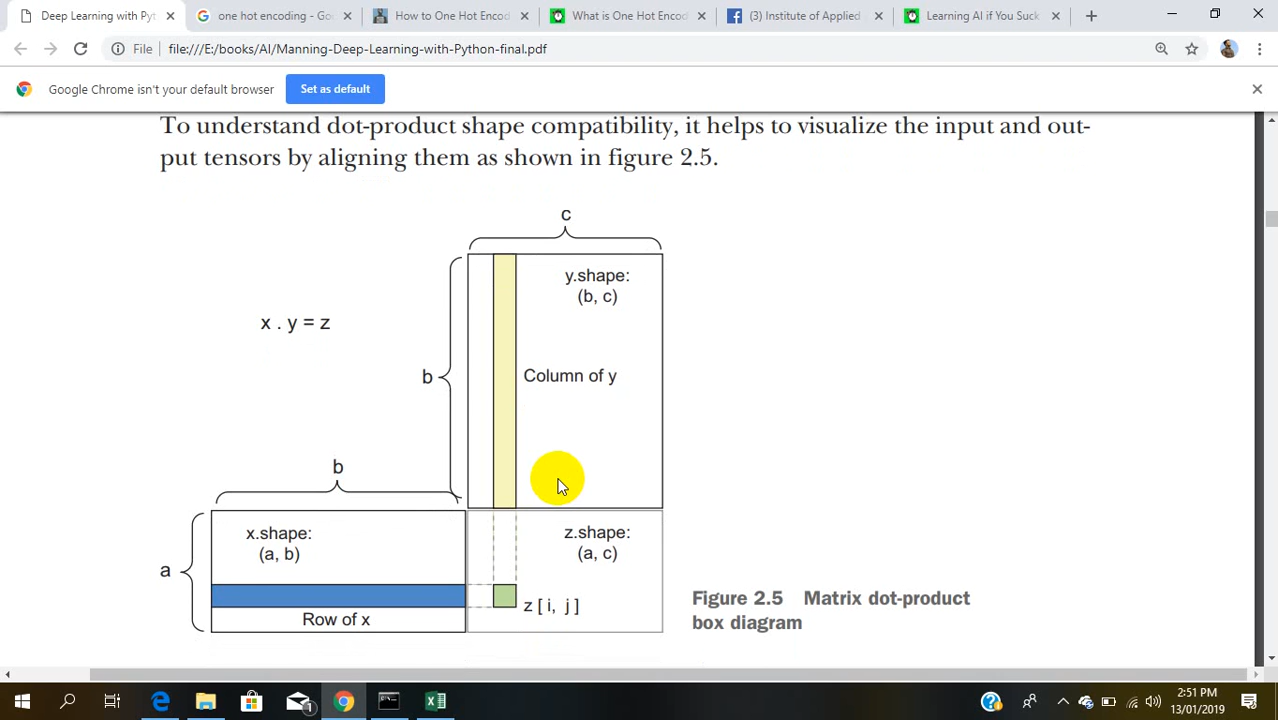 Deep Learning with Pyt
one hot encoding - Goo
How to One Hot Encod
What is One Hot Encod
(3) Institute of Applied
Learning AI if You Suck
File
file:///E:/books/AI/Manning-Deep-Learning-with-Python-final.pdf
Google Chrome isn't your default browser
Set as default
To understand dot-product shape compatibility, it helps to visualize the input and out-
put tensors by aligning them as shown in figure 2.5.
c
y.shape:
(b, c)
x . y = z
b
Column of y
b
x.shape:
(a, b)
z.shape:
(a, c)
a
z [ i, j ]
Row of x
Figure 2.5 Matrix dot-product
box diagram
1
2:51 PM
13/01/2019